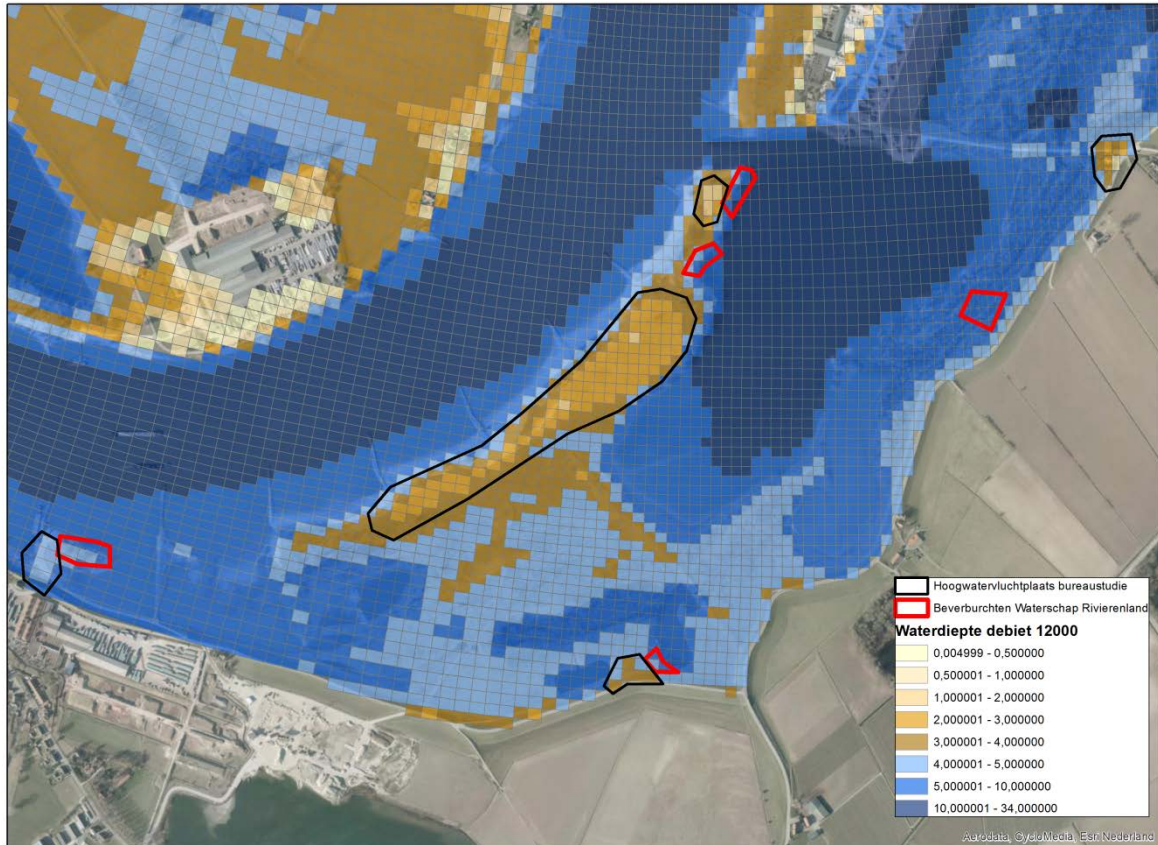 Hoogwatervluchtplaats bureaustudie
Beverburchten Waterschap Rivierenland
Waterdiepte debiet 12000
0,004999 - 0,500000
0,500001 - 1,000000
1,000001 - 2,000000
2,000001 - 3,000000
3,000001 - 4,000000
4,000001 - 5,000000
5,000001 - 10,000000
10,000001 - 34,000000
Aerodata, CycloMedia, Esri Nederland